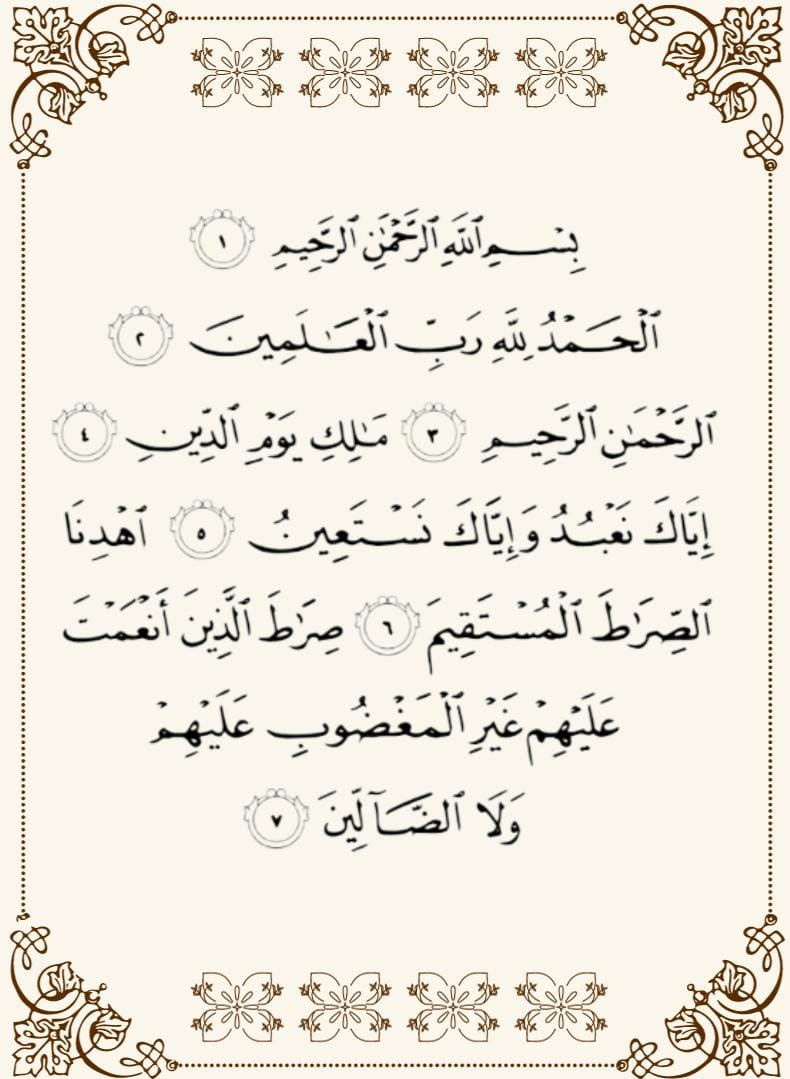 بِسْمِ ٱللَّهِ ٱلرَّحْمَٰنِ ٱلرَّحِيمِ ١
ٱلْحَمْدُ لِلَّهِ رَبِّ ٱلْعَٰلَمِينَ ٢
ٱلرَّحْمَٰنِ ٱلرَّحِيمِ ٣ مَٰلِكِ يَوْمِ ٱلدِّينِ ٤
إِيَّاكَ نَعْبُدُ وَإِيَّاكَ نَسْتَعِينُ ٥ ٱهْدِنَا
ٱلصِّرَٰطَ ٱلْمُسْتَقِيمَ ٦ صِرَٰطَ ٱلَّذِينَ أَنْعَمْتَ
عَلَيْهِمْ غَيْرِ ٱلْمَغْضُوبِ عَلَيْهِمْ
وَلَا ٱلضَّآلِّينَ ٧